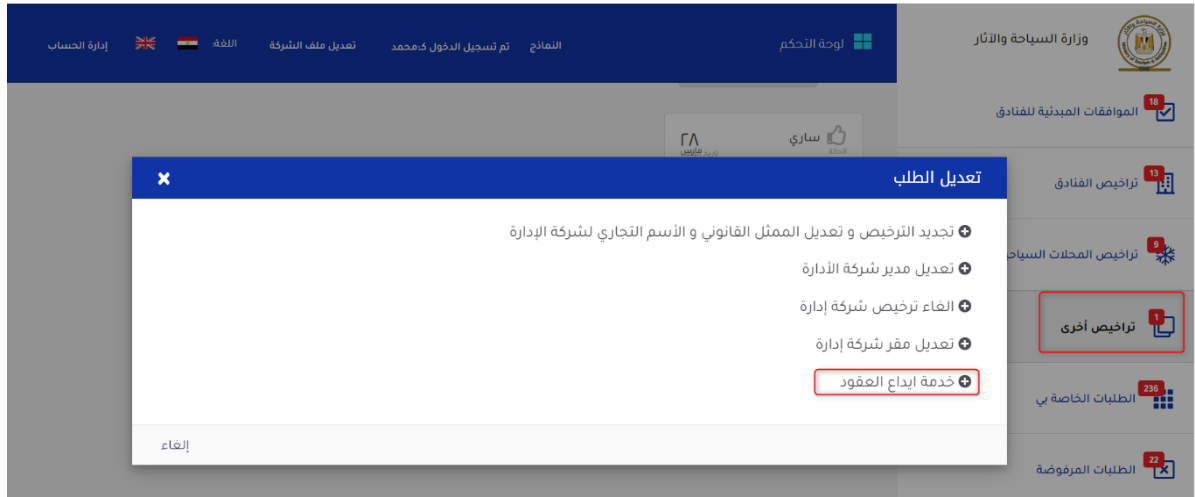 وزارة السياحة والآثار
لوحة التحكم
النماذج
تم تسجيل الدخول ك:محمد
تعديل ملف الشركة
اللغة:
إدارة الحساب
18
الموافقات المبدئية للفنادق
13
تراخيص الفنادق
9
تراخيص المحلات السياحي
1
تراخيص أخرى
236
الطلبات الخاصة بي
22
الطلبات المرفوضة
ساري
الحالة
٢٨
مارس
تعديل الطلب
تجديد الترخيص و تعديل الممثل القانوني و الأسم التجاري لشركة الإدارة
تعديل مدير شركة الأدارة
الغاء ترخيص شركة إدارة
تعديل مقر شركة إدارة
خدمة ايداع العقود
إلغاء